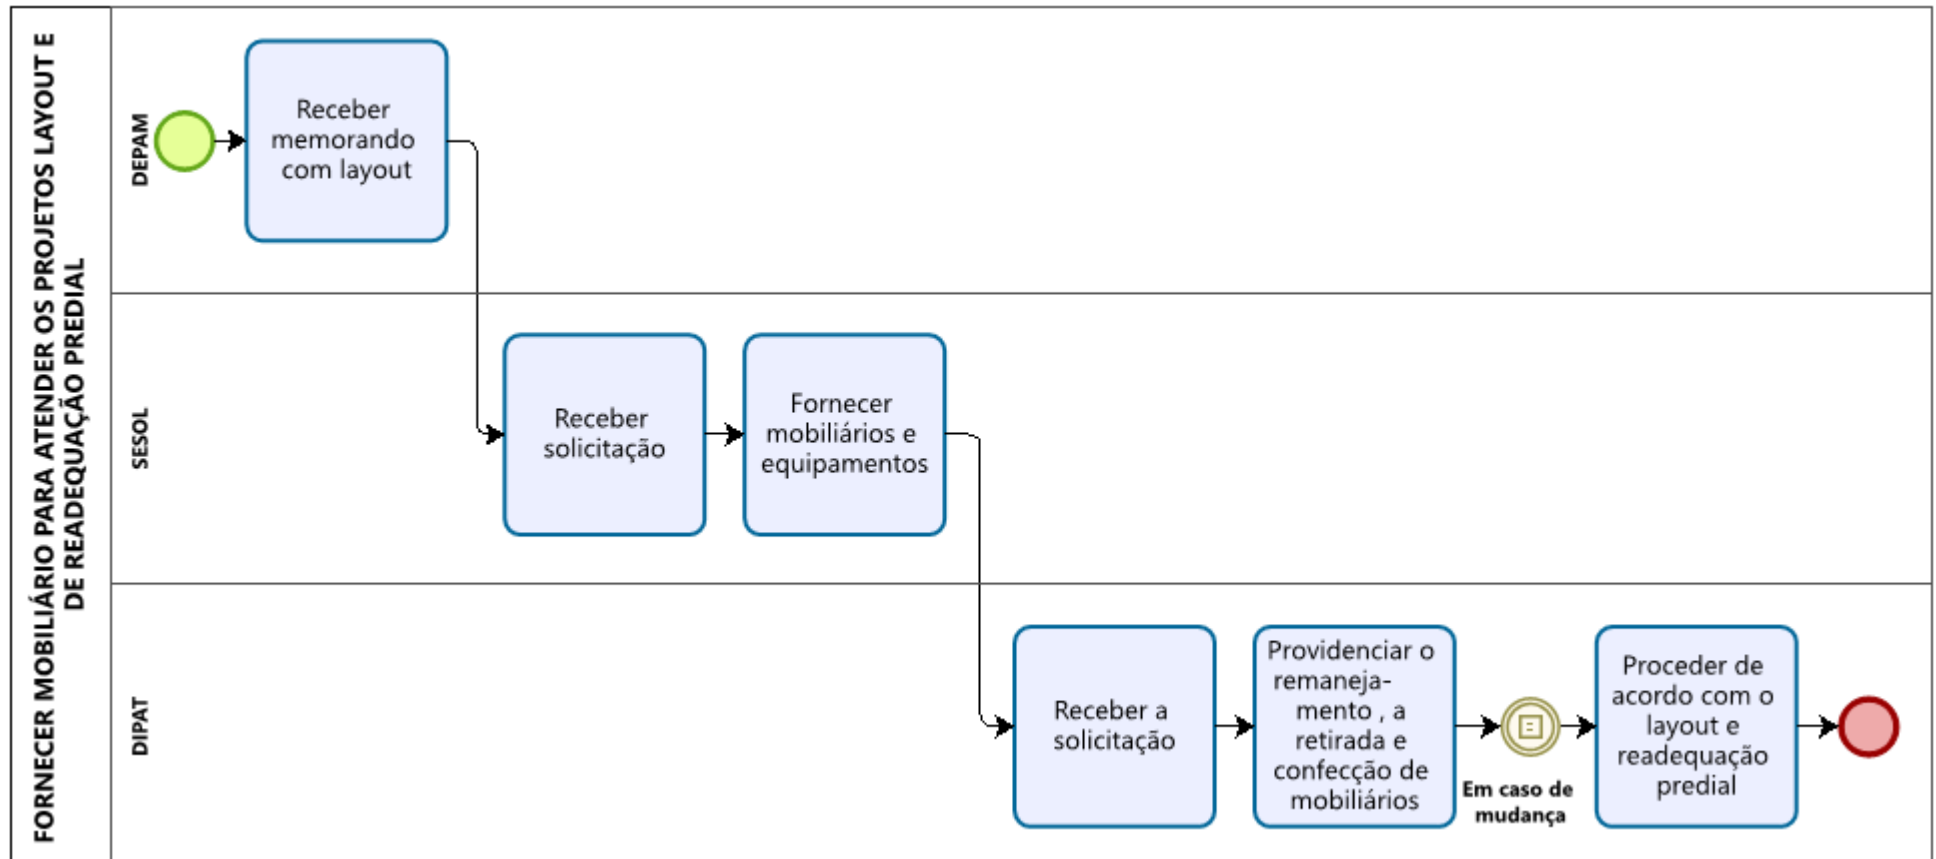 FORNECER MOBILIÁRIO PARA ATENDER OS PROJETOS LAYOUT E
DE READEQUAÇÃO PREDIAL
DEPAM
Receber
memorando
com layout
SESOL
Receber
solicitação
Fornecer
mobiliários e
equipamentos
DIPAT
Receber a
solicitação
Providenciar o
remaneja-
mento , a
retirada e
confecção de
mobiliários
Em caso de
mudança
Proceder de
acordo com o
layout e
readequação
predial